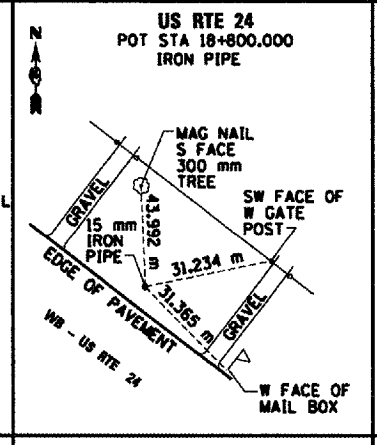 US RTE 24
POT STA 18+800.000
IRON PIPE
N
MAG NAIL
S FACE
300 mm
TREE
GRAVEL
43.992 m
SW FACE OF
W GATE
POST
15 mm
IRON
PIPE
31.234 m
L
EDGE OF PAVEMENT
31.365 m
GRAVEL
WB - US RTE 24
W FACE OF
MAIL BOX